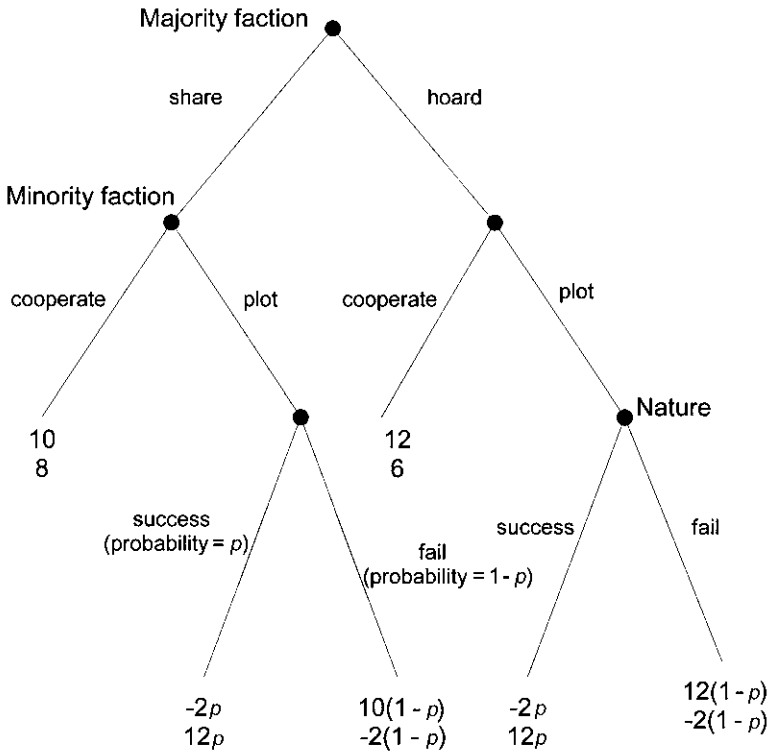 Majority faction
share
hoard
Minority faction
cooperate
plot
cooperate
plot
10
8
12
6
Nature
success
(probability = p)
fail
(probability = 1 - p)
success
fail
-2p
12p
10(1 - p)
-2(1 - p)
-2p
12p
12(1 - p)
-2(1 - p)